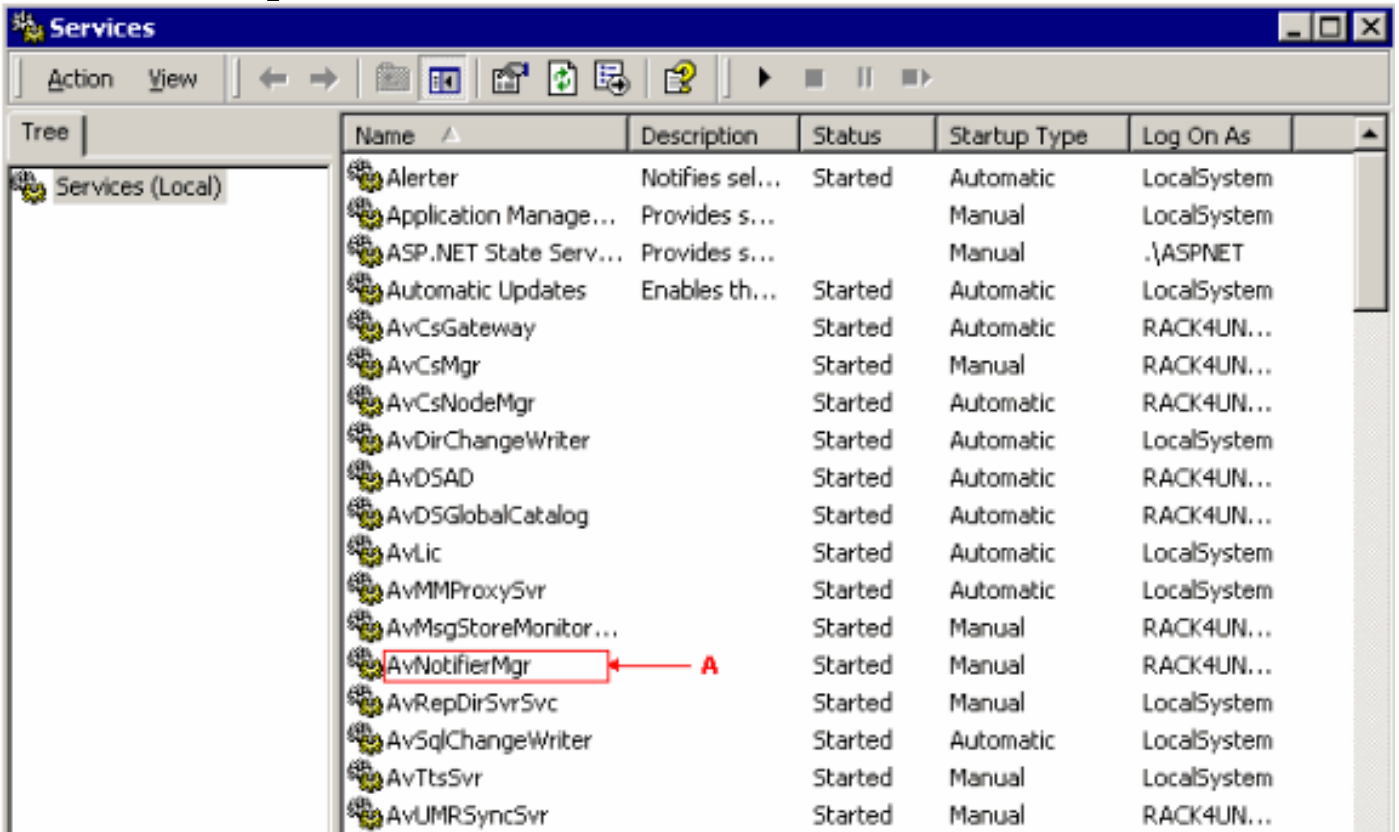 Services
Action View
Tree
Services (Local)
Name Description Status Startup Type Log On As
Alerter Notifies sel... Started Automatic LocalSystem
Application Manage... Provides s... Manual LocalSystem
ASP.NET State Serv... Provides s... Manual .\ASPNET
Automatic Updates Enables th... Started Automatic LocalSystem
AvCsGateway Started Automatic RACK4UN...
AvCsMgr Started Manual RACK4UN...
AvCsNodeMgr Started Automatic RACK4UN...
AvDirChangeWriter Started Automatic LocalSystem
AvDSAD Started Automatic RACK4UN...
AvDSGlobalCatalog Started Automatic RACK4UN...
AvLic Started Automatic LocalSystem
AvMMProxySvr Started Automatic LocalSystem
AvMsgStoreMonitor... Started Manual RACK4UN...
AvNotifierMgr A Started Manual RACK4UN...
AvRepDirSvrSvc Started Manual LocalSystem
AvSqlChangeWriter Started Automatic LocalSystem
AvTtsSvr Started Manual LocalSystem
AvUMRSyncSvr Started Manual RACK4UN...